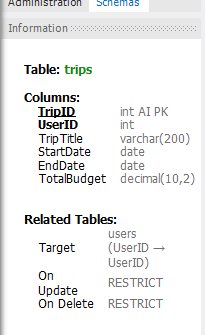 Administration Schemas
Information
Table: trips
Columns:
TripID int AI PK
UserID int
TripTitle varchar(200)
StartDate date
EndDate date
TotalBudget decimal(10,2)
Related Tables:
Target users (UserID → UserID)
On Update RESTRICT
On Delete RESTRICT